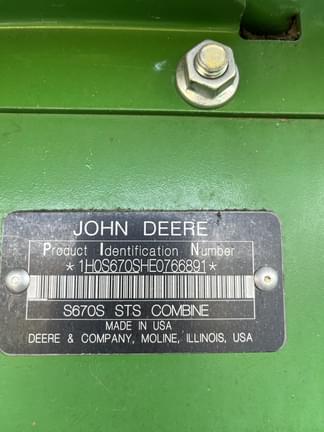 JOHN DEERE
Product Identification Number
*1H0S670SHE0766891*
S670S STS COMBINE
MADE IN USA
DEERE & COMPANY, MOLINE, ILLINOIS, USA